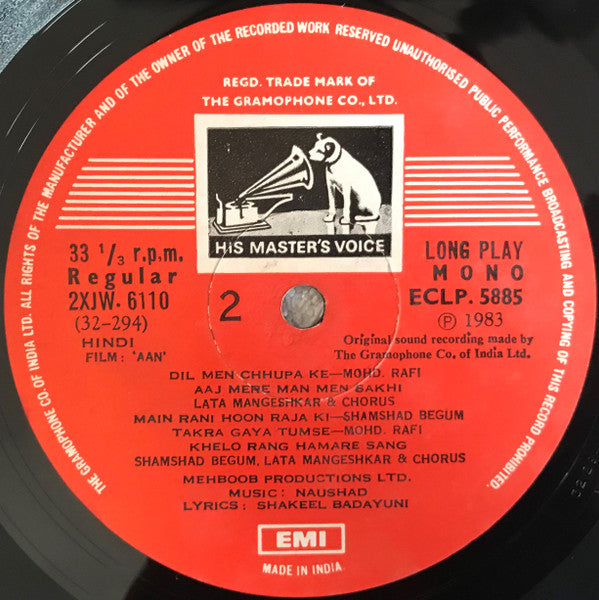 THE GRAMOPHONE CO. OF INDIA LTD. ALL RIGHTS OF THE MANUFACTURER AND OF THE OWNER OF THE RECORDED WORK RESERVED UNAUTHORISED PUBLIC PERFORMANCE BROADCASTING AND COPYING OF THIS RECORD PROHIBITED.
REGD. TRADE MARK OF
THE GRAMOPHONE CO., LTD.
HIS MASTER'S VOICE
33 1/3 r.p.m.
Regular
2XJW. 6110
(32-294)
HINDI
FILM: 'AAN'
2
LONG PLAY
MONO
ECLP. 5885
℗ 1983
Original sound recording made by
The Gramophone Co. of India Ltd.
DIL MEN CHHUPA KE—MOHD. RAFI
AAJ MERE MAN MEN SAKHI
LATA MANGESHKAR & CHORUS
MAIN RANI HOON RAJA KI—SHAMSHAD BEGUM
TAKRA GAYA TUMSE—MOHD. RAFI
KHELO RANG HAMARE SANG
SHAMSHAD BEGUM, LATA MANGESHKAR & CHORUS
MEHBOOB PRODUCTIONS LTD.
MUSIC: NAUSHAD
LYRICS: SHAKEEL BADAYUNI
EMI
MADE IN INDIA